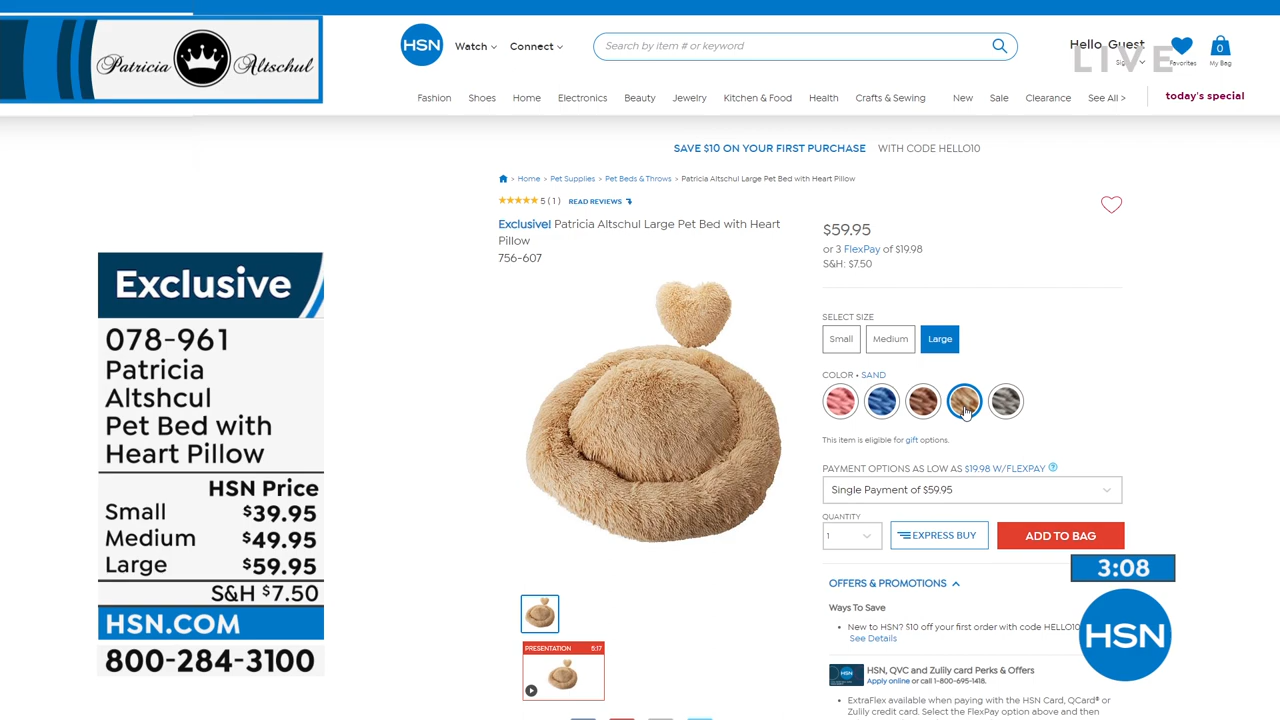 Patricia Altschul
HSN
Watch
Connect
Search by item # or keyword
Hello, Guest
LIVE
Favorites
0
My Bag
Fashion
Shoes
Home
Electronics
Beauty
Jewelry
Kitchen & Food
Health
Crafts & Sewing
New
Sale
Clearance
See All >
today's special
SAVE $10 ON YOUR FIRST PURCHASE WITH CODE HELLO10
> Home > Pet Supplies > Pet Beds & Throws > Patricia Altschul Large Pet Bed with Heart Pillow
5 ( 1 ) READ REVIEWS
Exclusive! Patricia Altschul Large Pet Bed with Heart
Pillow
756-607
$59.95
or 3 FlexPay of $19.98
S&H: $7.50
SELECT SIZE
Small
Medium
Large
COLOR • SAND
This item is eligible for gift options.
PAYMENT OPTIONS AS LOW AS $19.98 W/FLEXPAY ?
Single Payment of $59.95
QUANTITY
1
EXPRESS BUY
ADD TO BAG
OFFERS & PROMOTIONS
Ways To Save
• New to HSN? $10 off your first order with code HELLO10
See Details
HSN, QVC and Zulily card Perks & Offers
Apply online or call 1-800-695-1418.
• ExtraFlex available when paying with the HSN Card, QCard® or
Zulily credit card. Select the FlexPay option above and then
PRESENTATION 5:17
Exclusive
078-961
Patricia
Altshcul
Pet Bed with
Heart Pillow
HSN Price
Small $39.95
Medium $49.95
Large $59.95
S&H $7.50
HSN.COM
800-284-3100
3:08
HSN